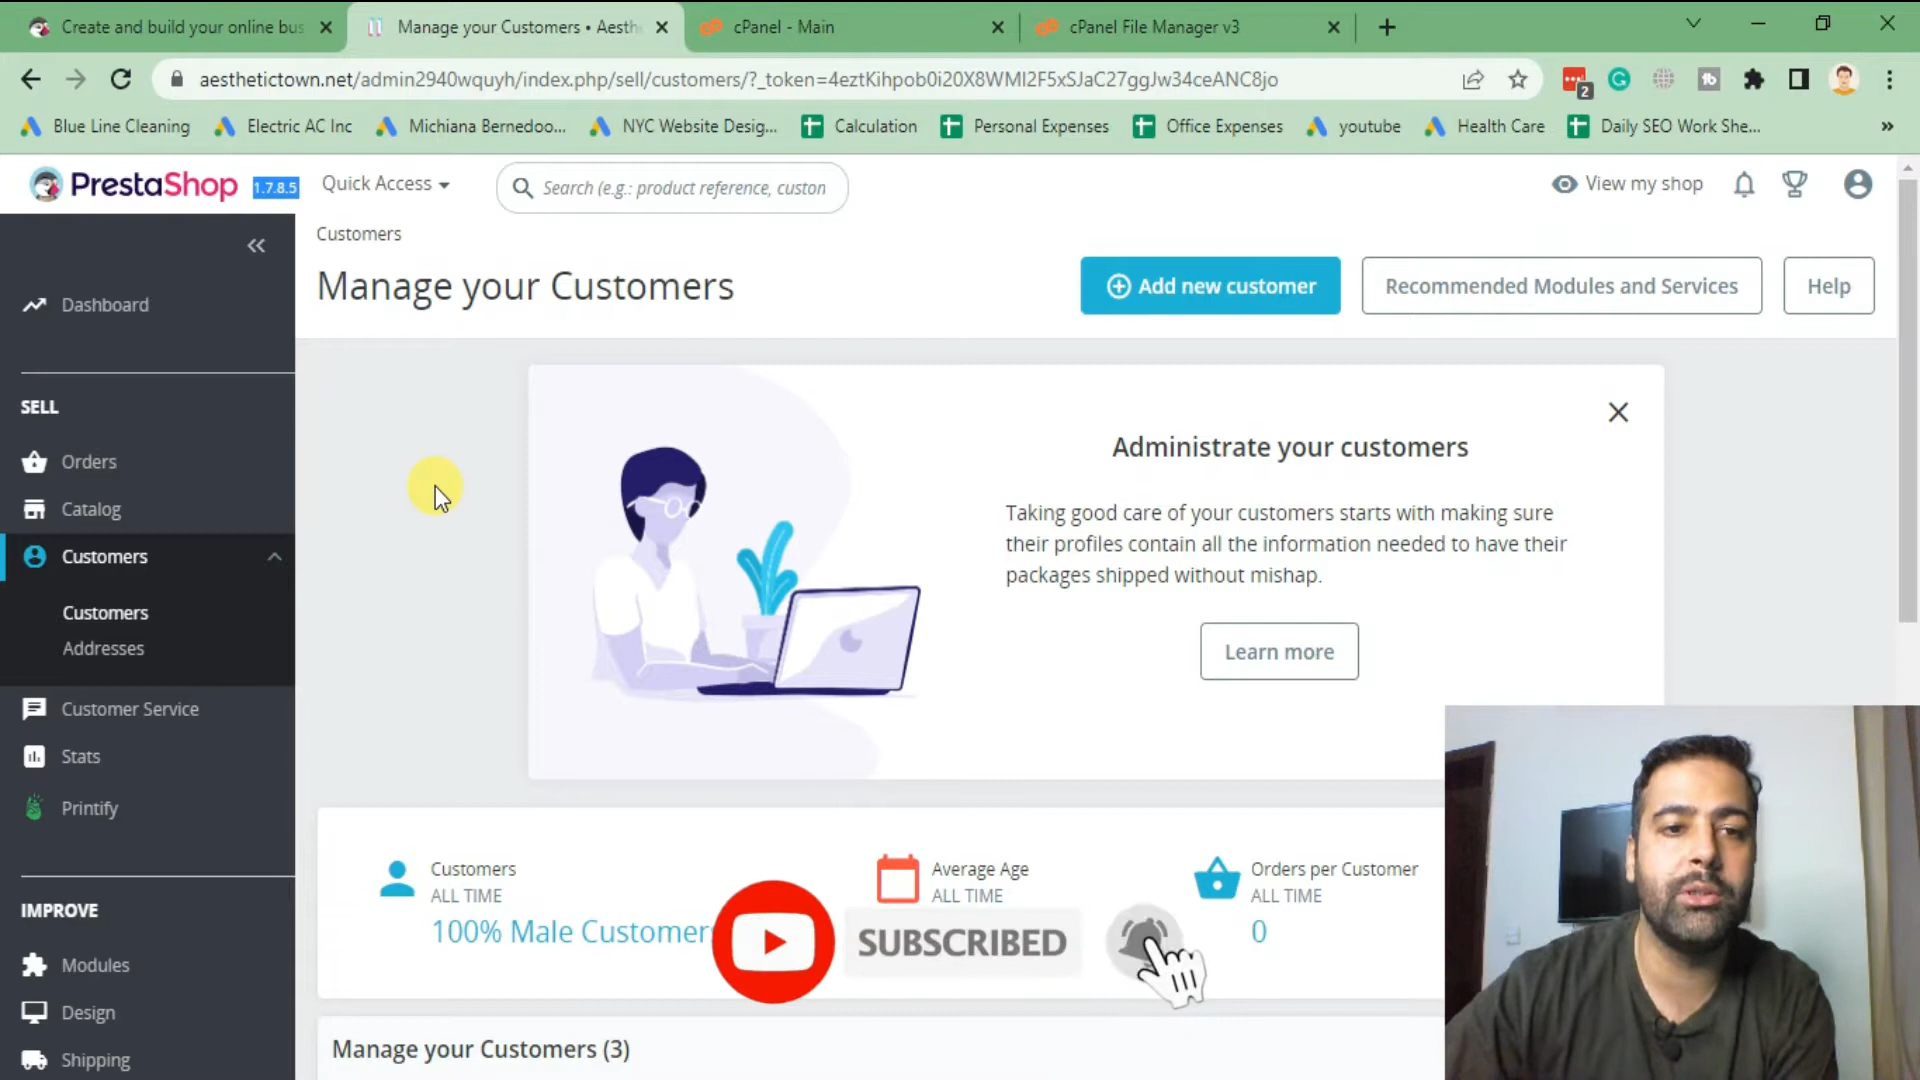 Create and build your online bus
Manage your Customers • Aesth
cPanel - Main
cPanel File Manager v3
aesthetictown.net/admin2940wquyh/index.php/sell/customers/?_token=4eztKihpob0i20X8WMl2F5xSJaC27ggJw34ceANC8jo
2
Blue Line Cleaning
Electric AC Inc
Michiana Bernedoo...
NYC Website Desig...
Calculation
Personal Expenses
Office Expenses
youtube
Health Care
Daily SEO Work She...
»
PrestaShop
1.7.8.5
Quick Access
Search (e.g.: product reference, custon
View my shop
Customers
Manage your Customers
Add new customer
Recommended Modules and Services
Help
Dashboard
SELL
Orders
Catalog
Customers
Customers
Addresses
Customer Service
Stats
Printify
IMPROVE
Modules
Design
Shipping
Administrate your customers
Taking good care of your customers starts with making sure
their profiles contain all the information needed to have their
packages shipped without mishap.
Learn more
Customers
ALL TIME
100% Male Customer
Average Age
ALL TIME
Orders per Customer
ALL TIME
0
SUBSCRIBED
Manage your Customers (3)